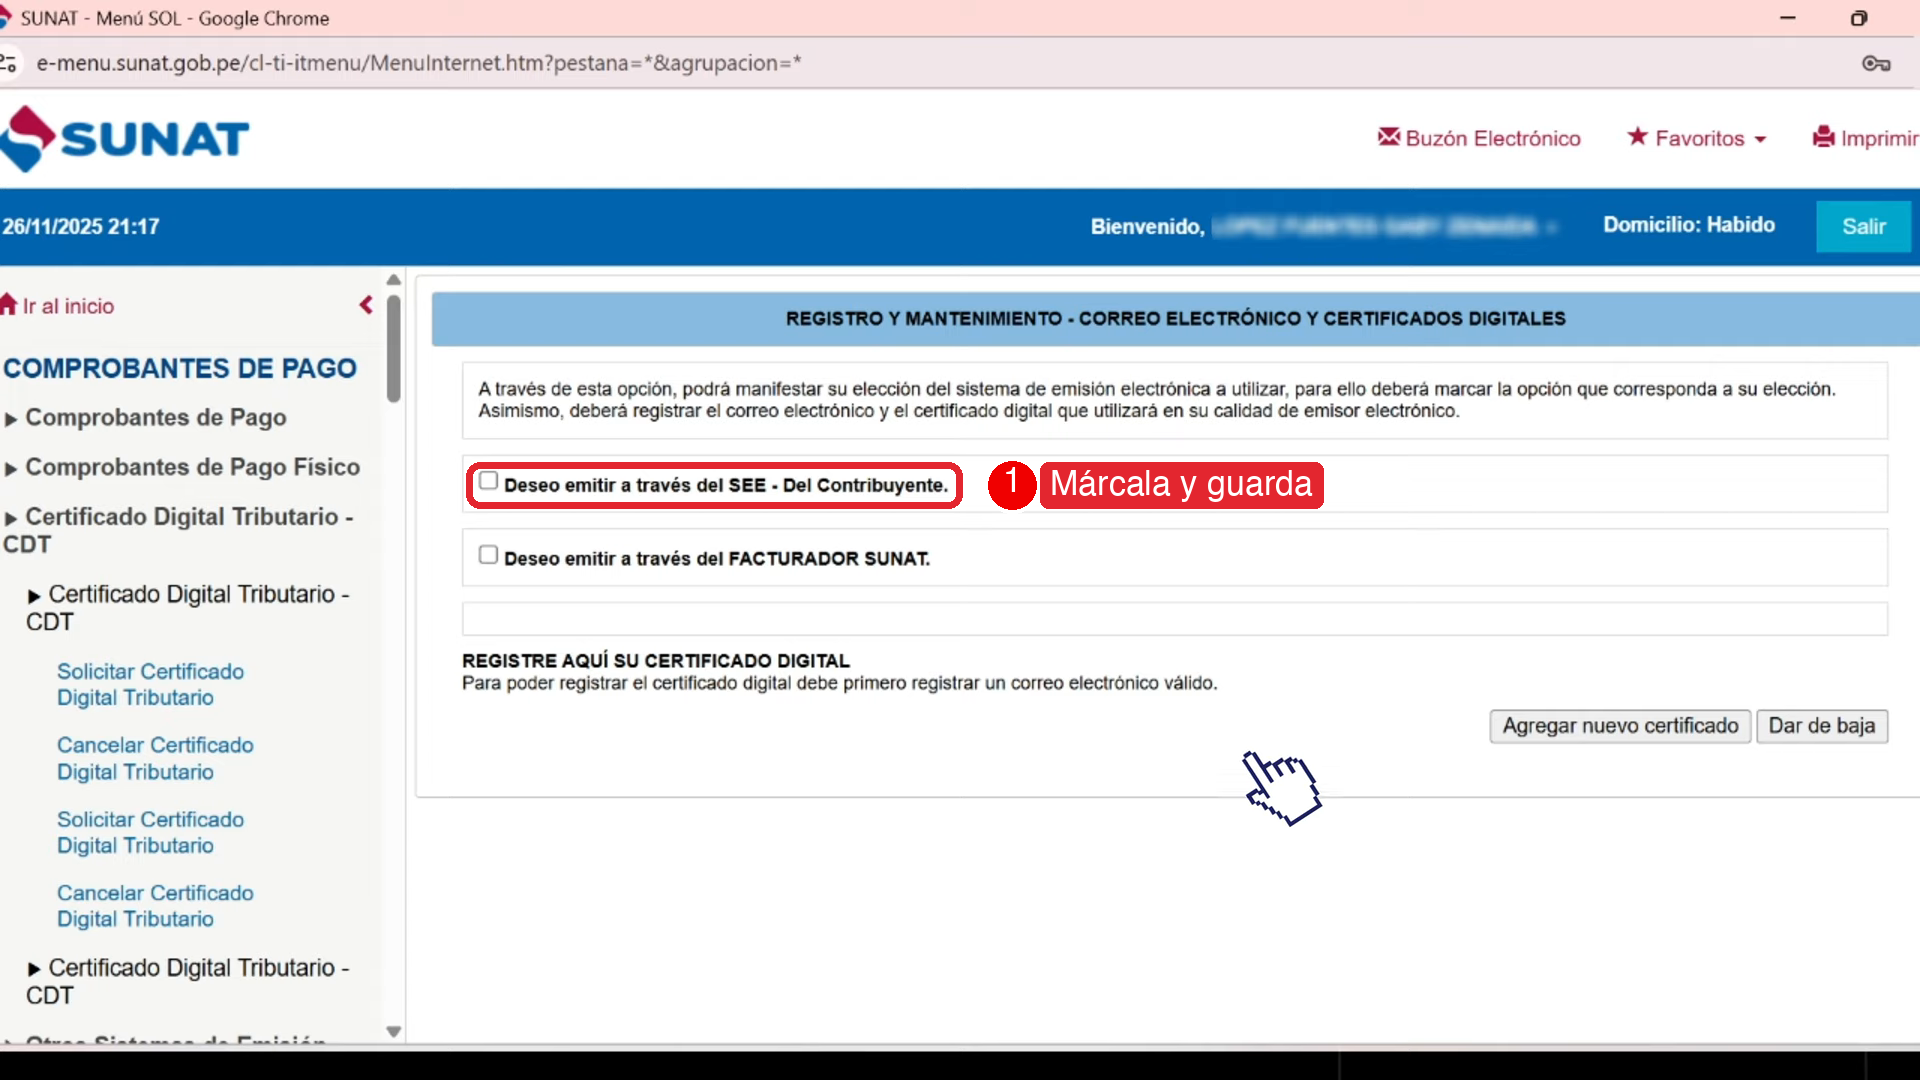 SUNAT - Menú SOL - Google Chrome
e-menu.sunat.gob.pe/cl-ti-itmenu/MenuInternet.htm?pestana=*&agrupacion=*
SUNAT
Buzón Electrónico
Favoritos
Imprimir
26/11/2025 21:17
Bienvenido,
Domicilio: Habido
Salir
Ir al inicio
COMPROBANTES DE PAGO
Comprobantes de Pago
Comprobantes de Pago Físico
Certificado Digital Tributario -
CDT
Certificado Digital Tributario -
CDT
Solicitar Certificado
Digital Tributario
Cancelar Certificado
Digital Tributario
Solicitar Certificado
Digital Tributario
Cancelar Certificado
Digital Tributario
Certificado Digital Tributario -
CDT
Otros Sistemas de Emisión
REGISTRO Y MANTENIMIENTO - CORREO ELECTRÓNICO Y CERTIFICADOS DIGITALES
A través de esta opción, podrá manifestar su elección del sistema de emisión electrónica a utilizar, para ello deberá marcar la opción que corresponda a su elección.
Asimismo, deberá registrar el correo electrónico y el certificado digital que utilizará en su calidad de emisor electrónico.
Deseo emitir a través del SEE - Del Contribuyente.
1 Márcala y guarda
Deseo emitir a través del FACTURADOR SUNAT.
REGISTRE AQUÍ SU CERTIFICADO DIGITAL
Para poder registrar el certificado digital debe primero registrar un correo electrónico válido.
Agregar nuevo certificado
Dar de baja